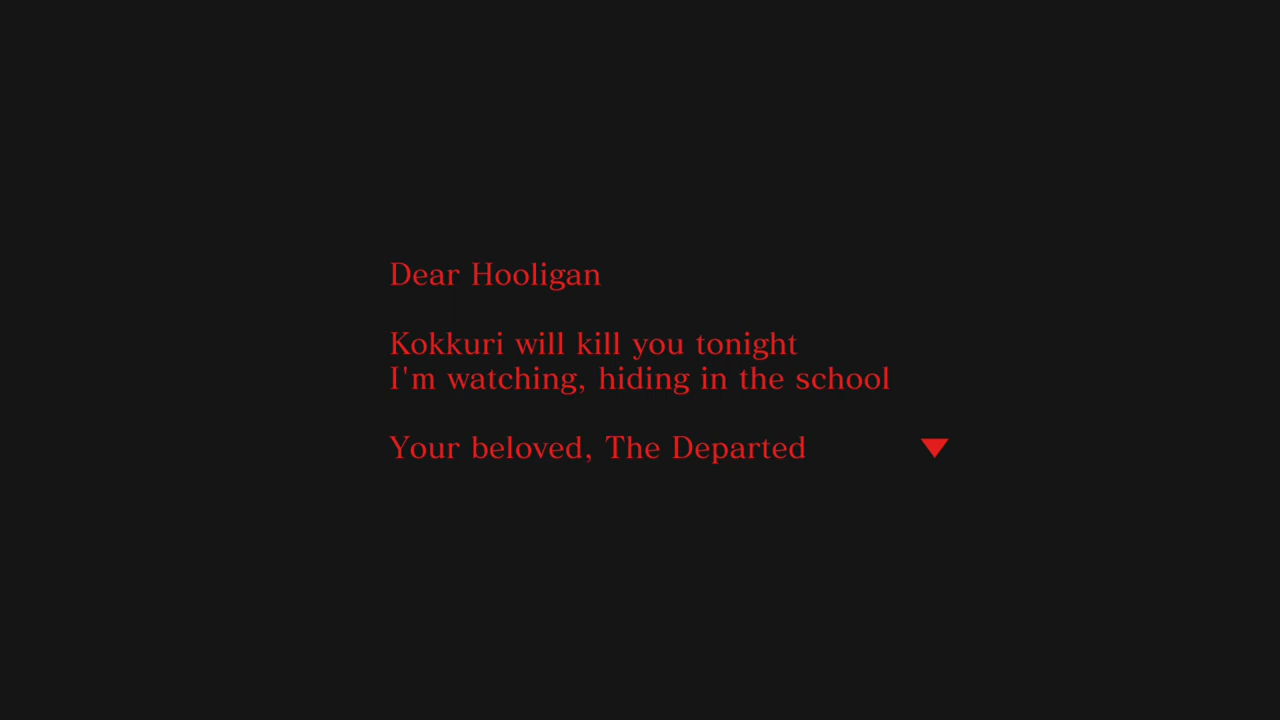 Dear Hooligan
Kokkuri will kill you tonight
I'm watching, hiding in the school
Your beloved, The Departed